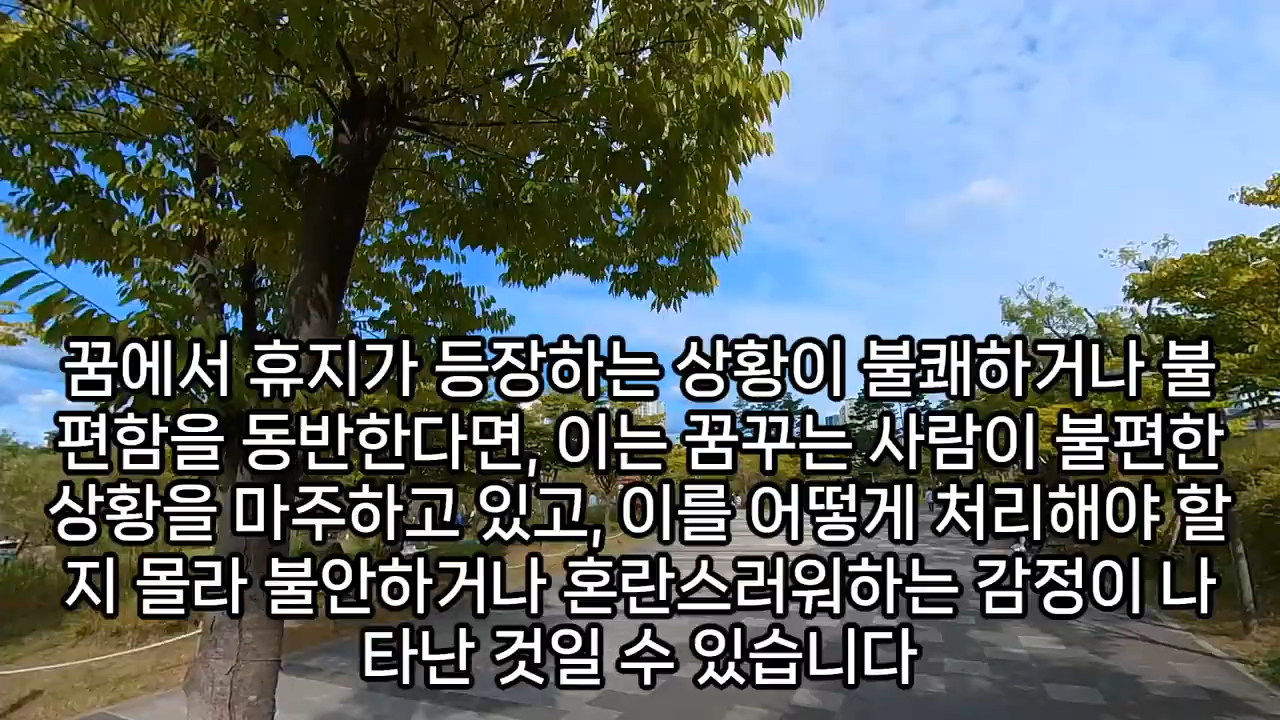 꿈에서 휴지가 등장하는 상황이 불쾌하거나 불
편함을 동반한다면, 이는 꿈꾸는 사람이 불편한
상황을 마주하고 있고, 이를 어떻게 처리해야 할
지 몰라 불안하거나 혼란스러워하는 감정이 나
타난 것일 수 있습니다